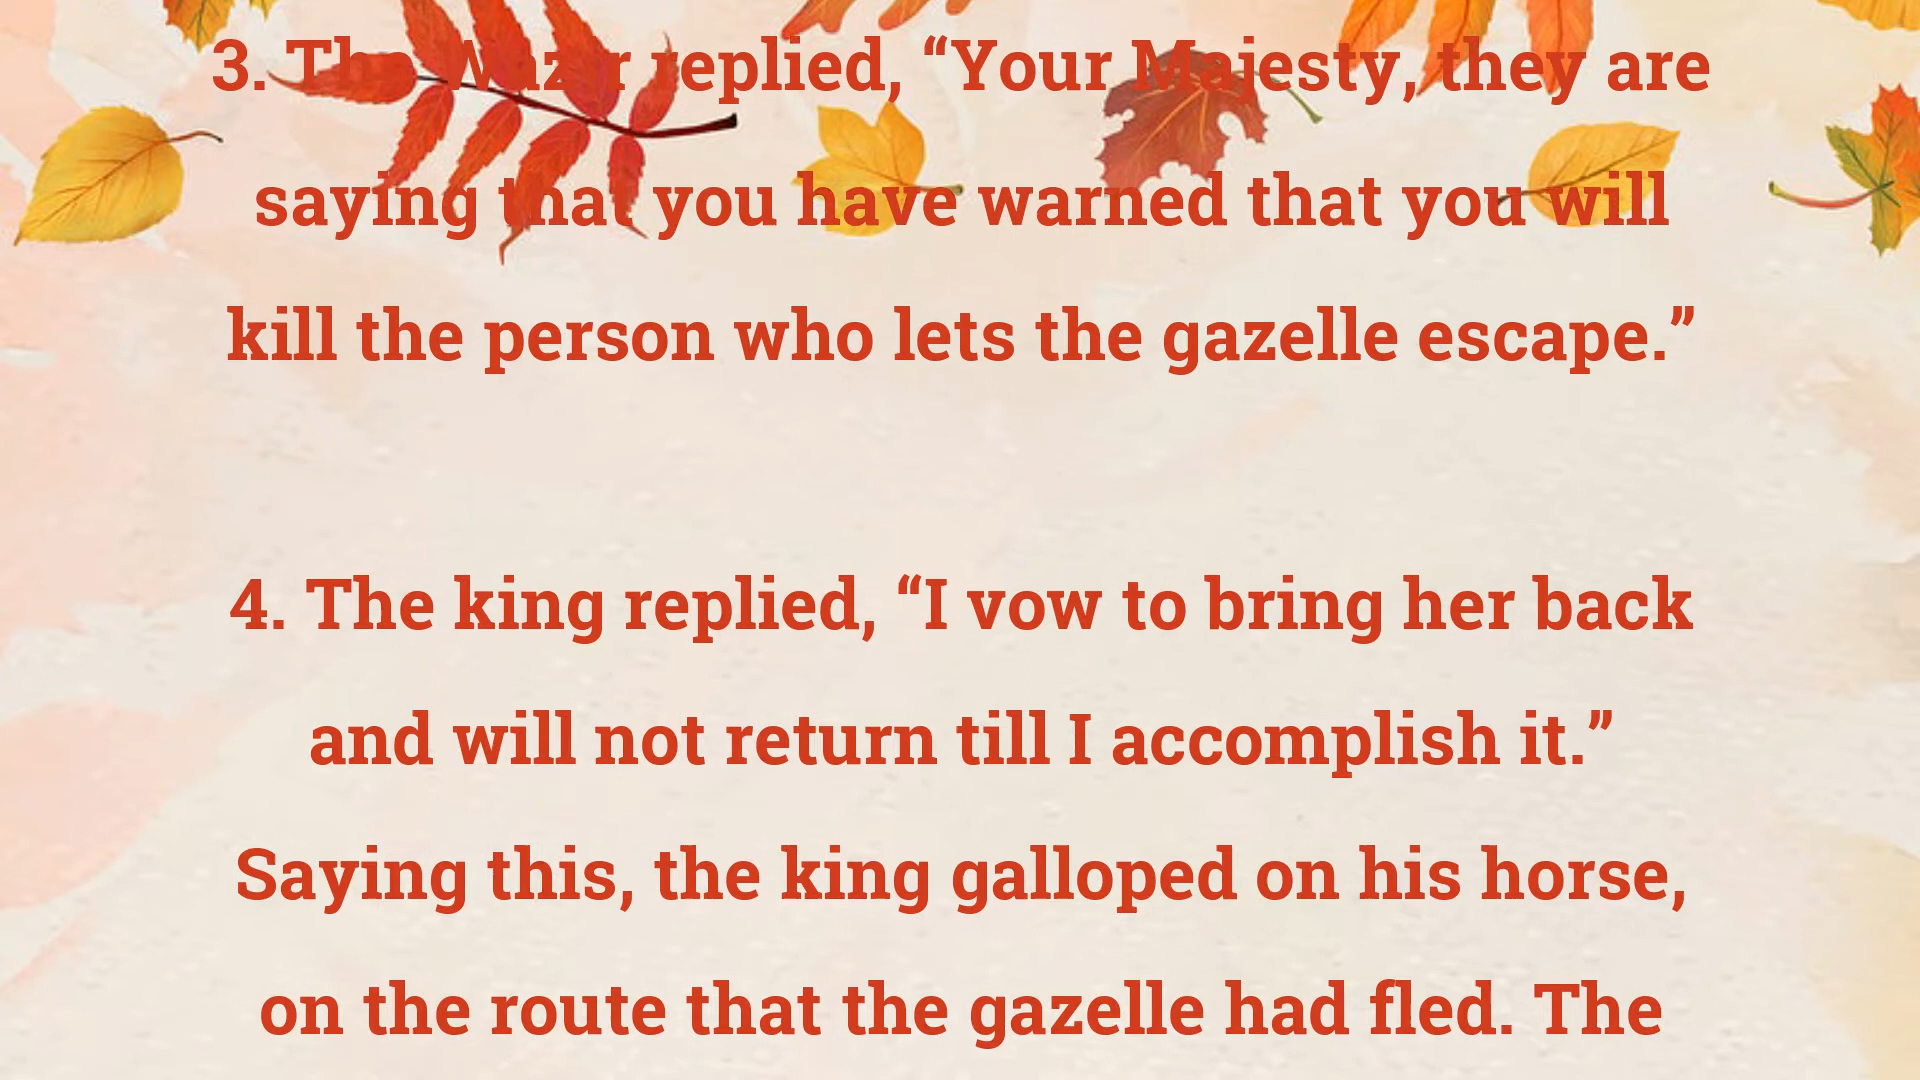 3. The Wazir replied, “Your Majesty, they are
saying that you have warned that you will
kill the person who lets the gazelle escape.”
4. The king replied, “I vow to bring her back
and will not return till I accomplish it.”
Saying this, the king galloped on his horse,
on the route that the gazelle had fled. The